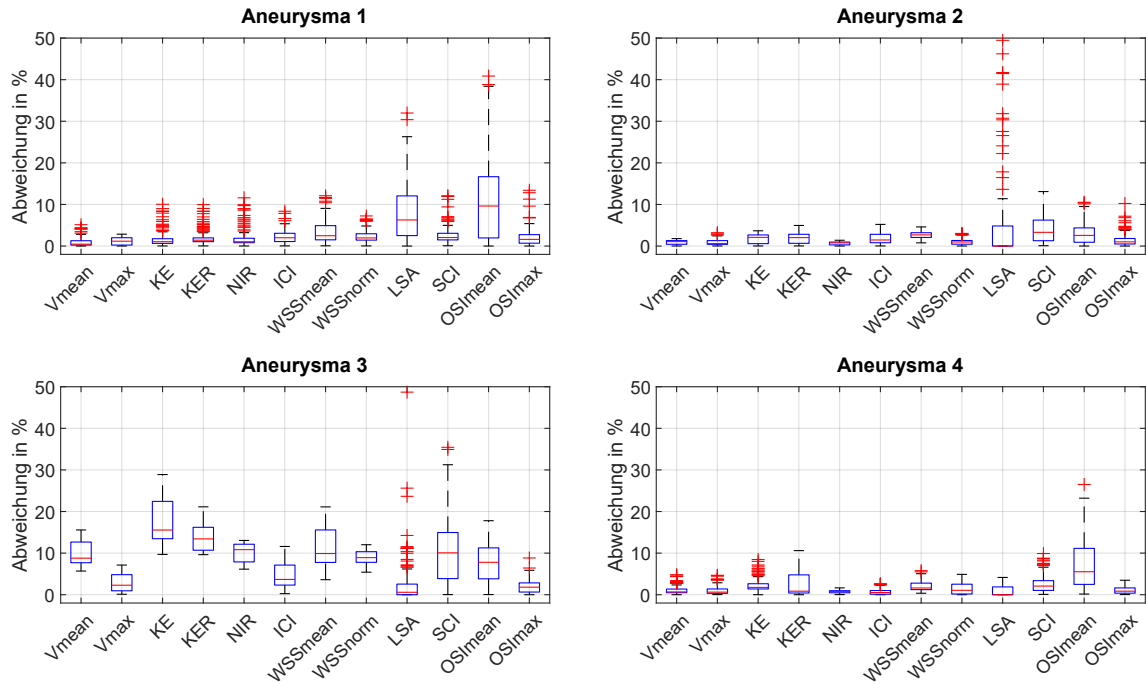 Aneurysma 1
Abweichung in %
50
40
30
20
10
0
Vmean Vmax KE KER NIR ICI WSSmean WSSnorm LSA SCI OSImean OSImax
Aneurysma 2
Abweichung in %
50
40
30
20
10
0
Vmean Vmax KE KER NIR ICI WSSmean WSSnorm LSA SCI OSImean OSImax
Aneurysma 3
Abweichung in %
50
40
30
20
10
0
Vmean Vmax KE KER NIR ICI WSSmean WSSnorm LSA SCI OSImean OSImax
Aneurysma 4
Abweichung in %
50
40
30
20
10
0
Vmean Vmax KE KER NIR ICI WSSmean WSSnorm LSA SCI OSImean OSImax